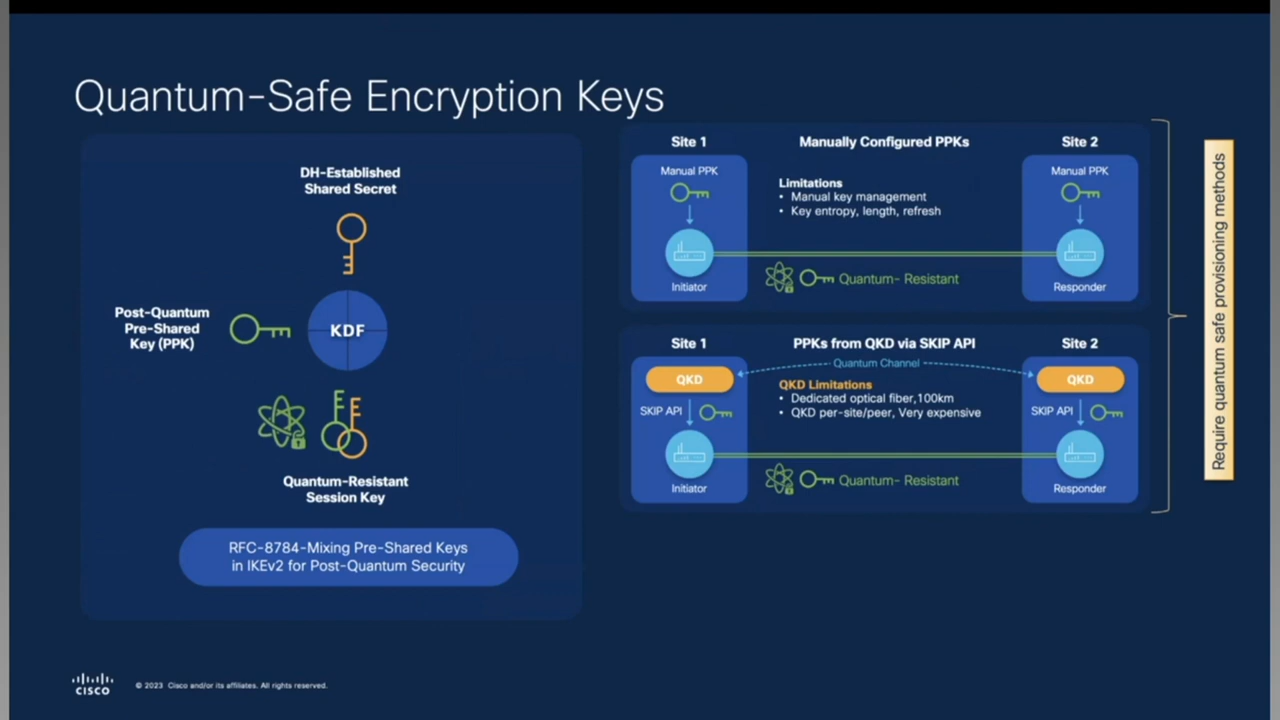 Quantum-Safe Encryption Keys
DH-Established
Shared Secret
Post-Quantum
Pre-Shared
Key (PPK)
KDF
Quantum-Resistant
Session Key
RFC-8784-Mixing Pre-Shared Keys
in IKEv2 for Post-Quantum Security
Site 1
Manually Configured PPKs
Site 2
Manual PPK
Limitations
• Manual key management
• Key entropy, length, refresh
Manual PPK
Quantum- Resistant
Initiator
Responder
Site 1
PPKs from QKD via SKIP API
Site 2
Quantum Channel
QKD
QKD Limitations
• Dedicated optical fiber,100km
• QKD per-site/peer, Very expensive
QKD
SKIP API
SKIP API
Quantum- Resistant
Initiator
Responder
Require quantum safe provisioning methods
CISCO
© 2023 Cisco and/or its affiliates. All rights reserved.